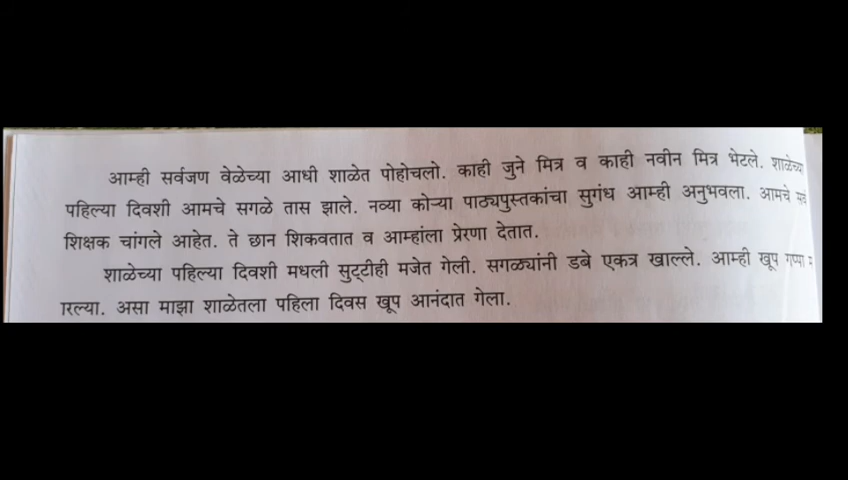 आम्ही सर्वजण वेळेच्या आधी शाळेत पोहोचलो. काही जुने मित्र व काही नवीन मित्र भेटले. शाळेच्या
पहिल्या दिवशी आमचे सगळे तास झाले. नव्या कोऱ्या पाठ्यपुस्तकांचा सुगंध आम्ही अनुभवला. आमचे
शिक्षक चांगले आहेत. ते छान शिकवतात व आम्हांला प्रेरणा देतात.
शाळेच्या पहिल्या दिवशी मधली सुट्टीही मजेत गेली. सगळ्यांनी डबे एकत्र खाल्ले. आम्ही खूप गप्पा
रल्या. असा माझा शाळेतला पहिला दिवस खूप आनंदात गेला.